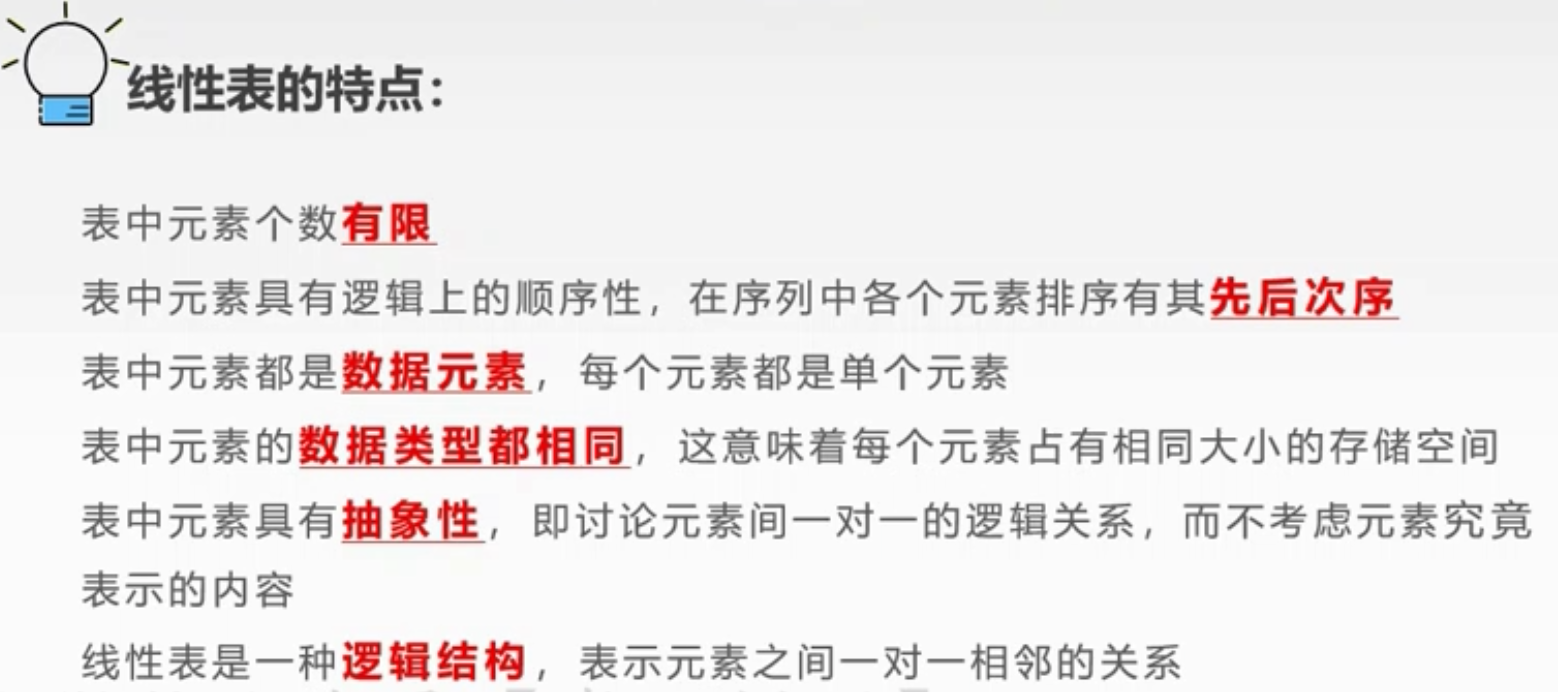 线性表的特点：
表中元素个数有限
表中元素具有逻辑上的顺序性，在序列中各个元素排序有其先后次序
表中元素都是数据元素，每个元素都是单个元素
表中元素的数据类型都相同，这意味着每个元素占有相同大小的存储空间
表中元素具有抽象性，即讨论元素间一对一的逻辑关系，而不考虑元素究竟
表示的内容
线性表是一种逻辑结构，表示元素之间一对一相邻的关系